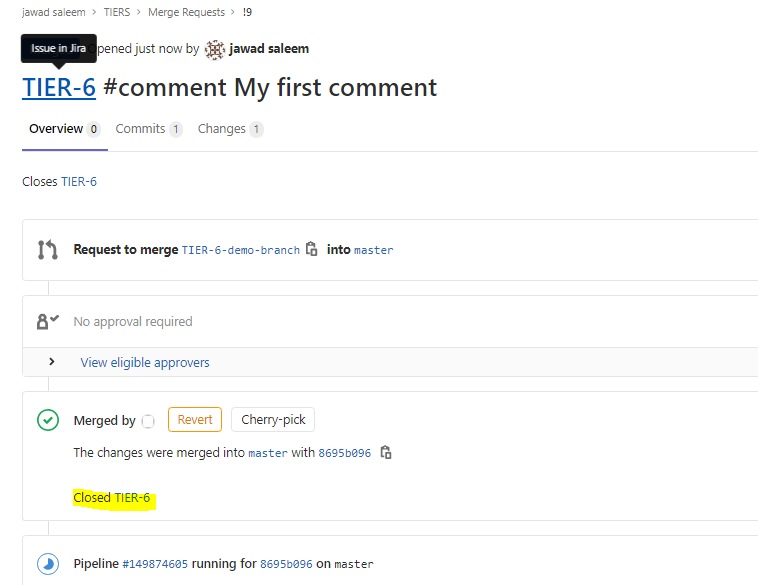 jawad saleem > TIERS > Merge Requests > !9
Issue in Jira
pened just now by jawad saleem
TIER-6 #comment My first comment
Overview 0 Commits 1 Changes 1
Closes TIER-6
Request to merge TIER-6-demo-branch into master
No approval required
View eligible approvers
Merged by Revert Cherry-pick
The changes were merged into master with 8695b096
Closed TIER-6
Pipeline #149874605 running for 8695b096 on master